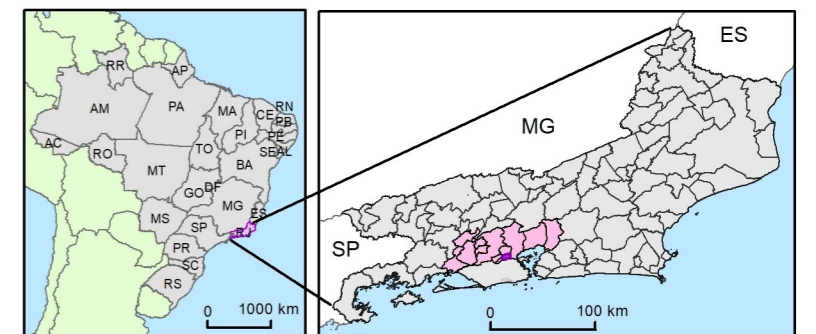 RR
AP
AM
PA
MA
CE
RN
PB
PI
PE
AC
TO
SE
AL
RO
MT
BA
GO
DF
MG
ES
MS
SP
RJ
PR
SC
RS
0 1000 km
ES
MG
SP
0 100 km